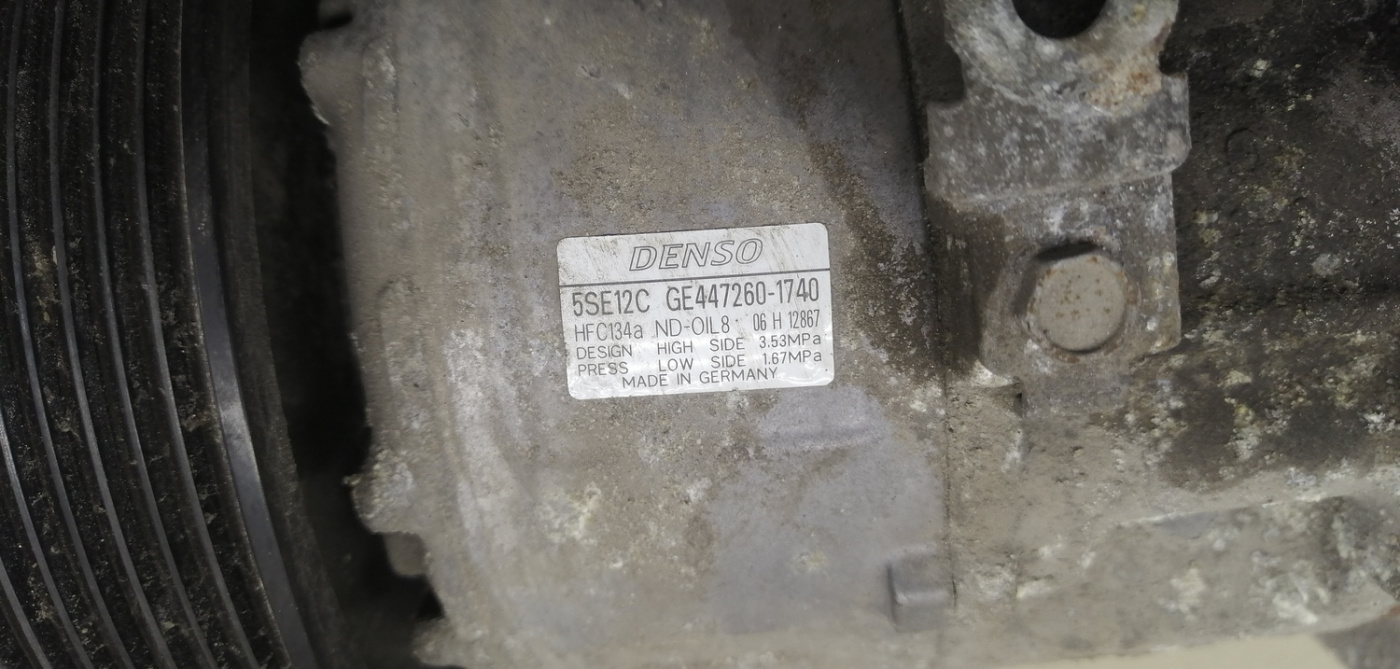 DENSO
5SE12C GE447260-1740
HFC134a ND-OIL8 06 H 12867
DESIGN HIGH SIDE 3.53MPa
PRESS LOW SIDE 1.67MPa
MADE IN GERMANY